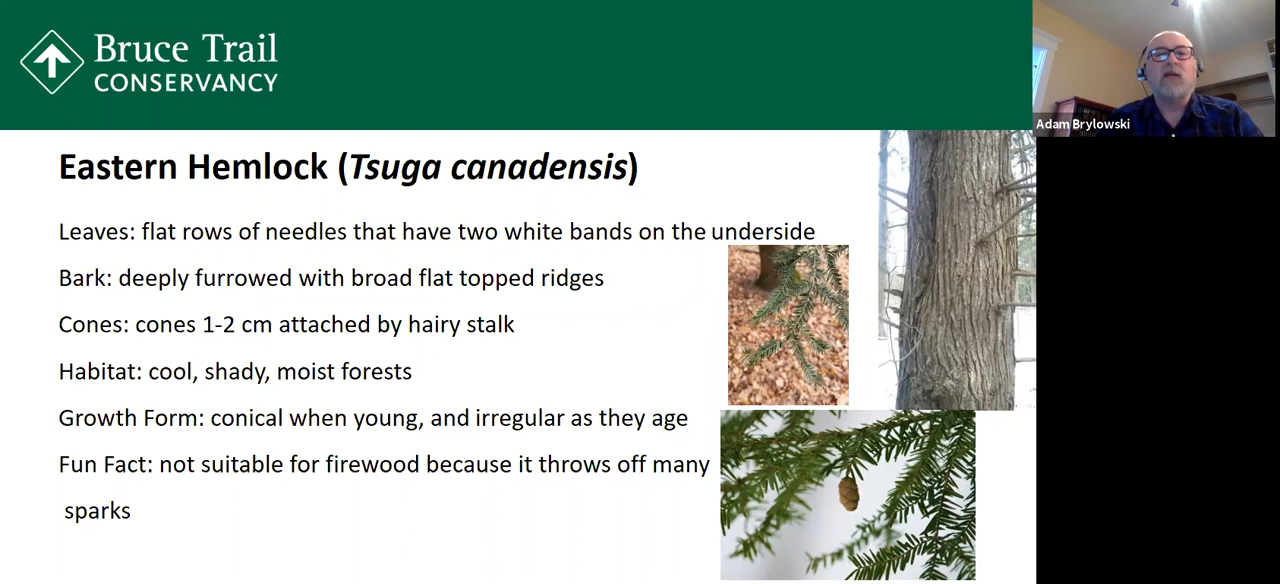 Bruce Trail
CONSERVANCY
Adam Brylowski
Eastern Hemlock (Tsuga canadensis)
Leaves: flat rows of needles that have two white bands on the underside
Bark: deeply furrowed with broad flat topped ridges
Cones: cones 1-2 cm attached by hairy stalk
Habitat: cool, shady, moist forests
Growth Form: conical when young, and irregular as they age
Fun Fact: not suitable for firewood because it throws off many
sparks